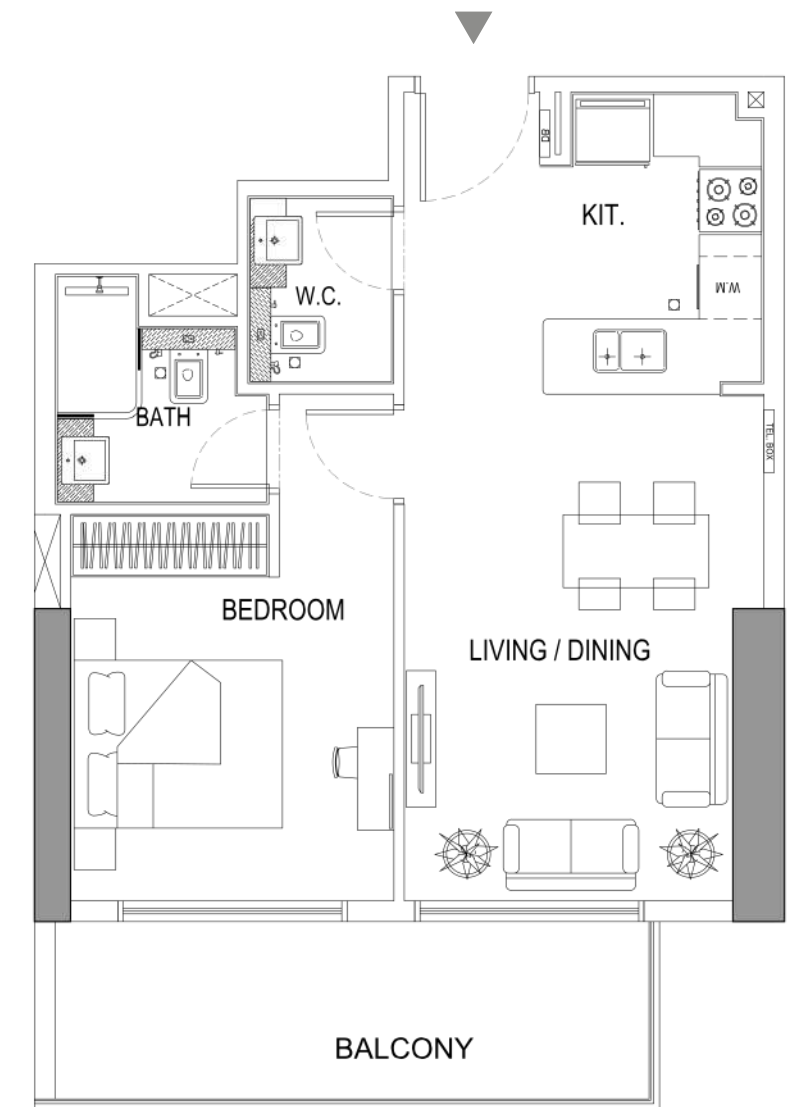 DB
KIT.
W.C.
W.M
BATH
TEL. BOX
BEDROOM
LIVING / DINING
BALCONY